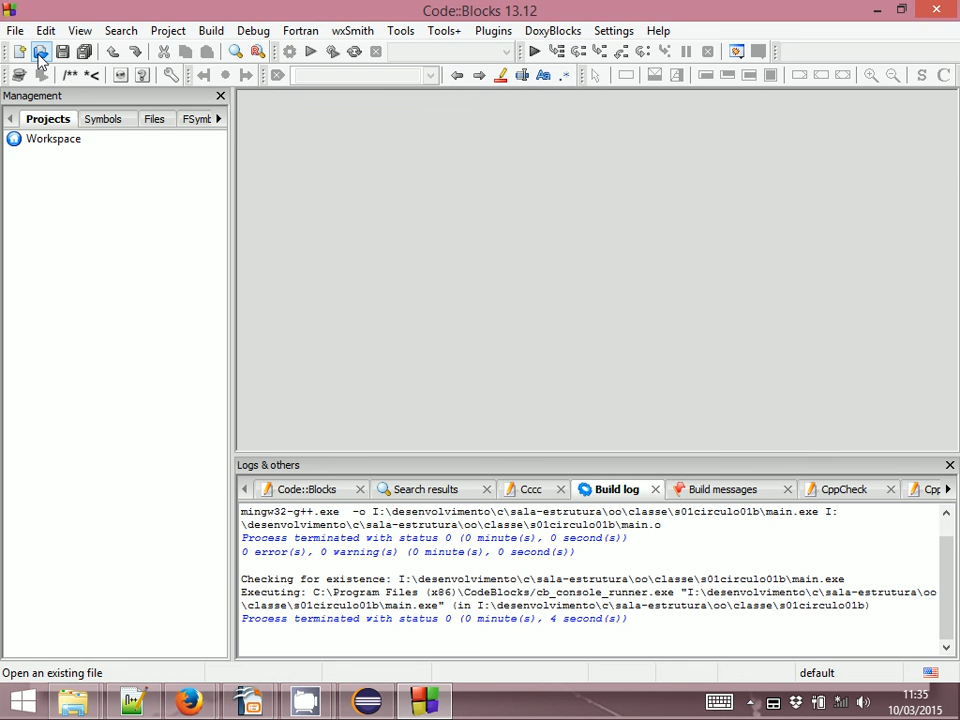 Code::Blocks 13.12
File Edit View Search Project Build Debug Fortran wxSmith Tools Tools+ Plugins DoxyBlocks Settings Help
/** *<
Aa .* S C
Management
Projects Symbols Files FSymb
Workspace
Logs & others
Code::Blocks Search results Cccc Build log Build messages CppCheck Cpp
mingw32-g++.exe -o I:\desenvolvimento\c\sala-estrutura\oo\classe\s01circulo01b\main.exe I:
\desenvolvimento\c\sala-estrutura\oo\classe\s01circulo01b\main.o
Process terminated with status 0 (0 minute(s), 0 second(s))
0 error(s), 0 warning(s) (0 minute(s), 0 second(s))
Checking for existence: I:\desenvolvimento\c\sala-estrutura\oo\classe\s01circulo01b\main.exe
Executing: C:\Program Files (x86)\CodeBlocks/cb_console_runner.exe "I:\desenvolvimento\c\sala-estrutura\oo
\classe\s01circulo01b\main.exe" (in I:\desenvolvimento\c\sala-estrutura\oo\classe\s01circulo01b)
Process terminated with status 0 (0 minute(s), 4 second(s))
Open an existing file default
11:35
10/03/2015